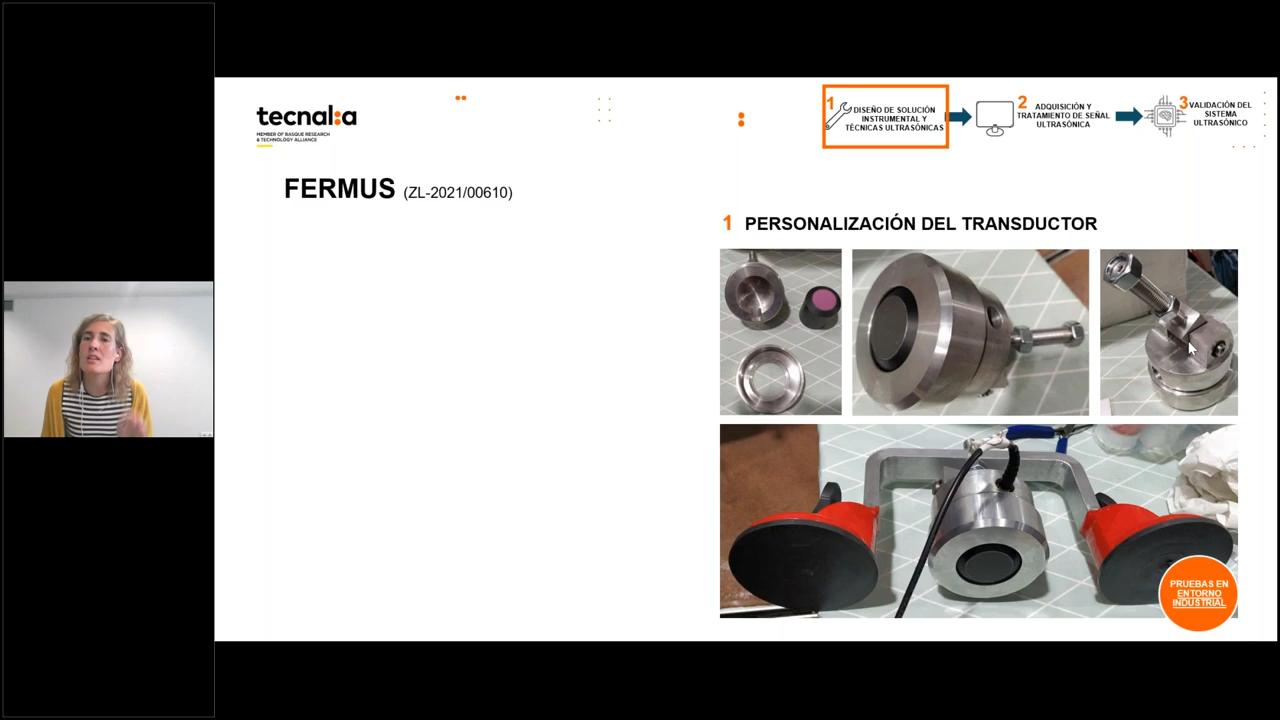 tecnal:a
MEMBER OF BASQUE RESEARCH
& TECHNOLOGY ALLIANCE
1
DISEÑO DE SOLUCIÓN
INSTRUMENTAL Y
TÉCNICAS ULTRASÓNICAS
2
ADQUISICIÓN Y
TRATAMIENTO DE SEÑAL
ULTRASÓNICA
3
VALIDACIÓN DEL
SISTEMA
ULTRASÓNICO
FERMUS (ZL-2021/00610)
1 PERSONALIZACIÓN DEL TRANSDUCTOR
PRUEBAS EN
ENTORNO
INDUSTRIAL